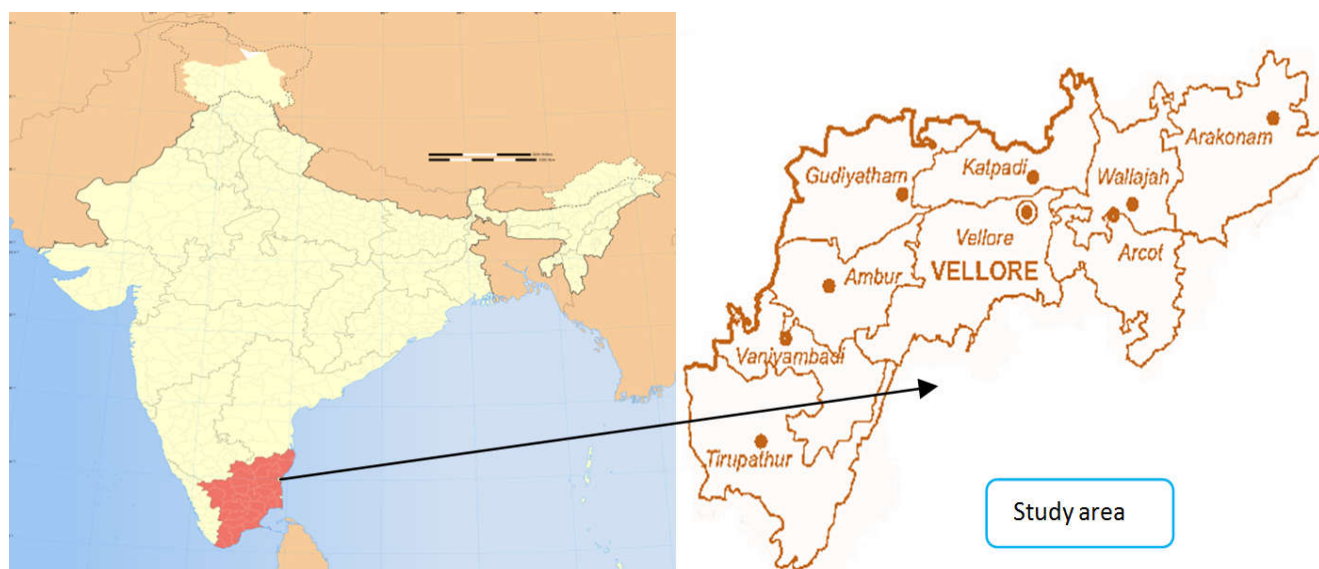 Arakonam
Katpadi
Gudiyatham
Wallajah
Vellore
Arcot
VELLORE
Ambur
Vaniyambadi
Tirupathur
Study area